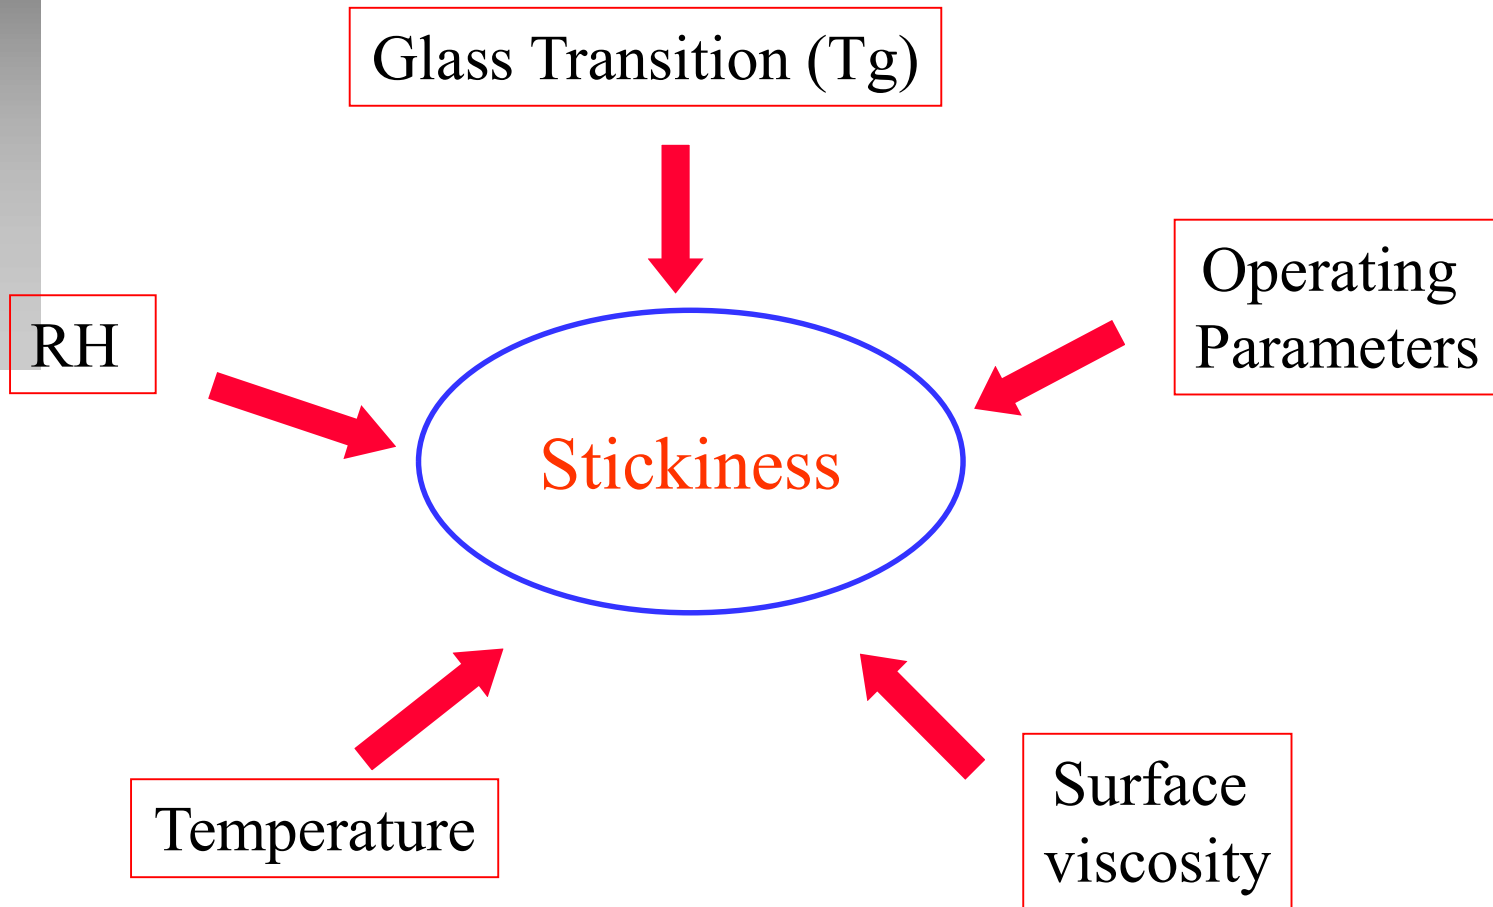 Glass Transition (Tg)
Operating
Parameters
RH
Stickiness
Temperature
Surface
viscosity